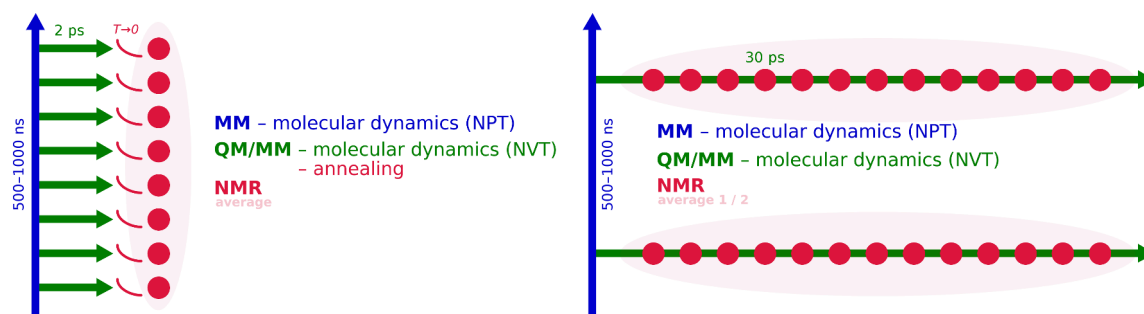 2 ps
T→0
500–1000 ns
MM – molecular dynamics (NPT)
QM/MM – molecular dynamics (NVT)
– annealing
NMR
average
30 ps
500–1000 ns
MM – molecular dynamics (NPT)
QM/MM – molecular dynamics (NVT)
NMR
average 1 / 2